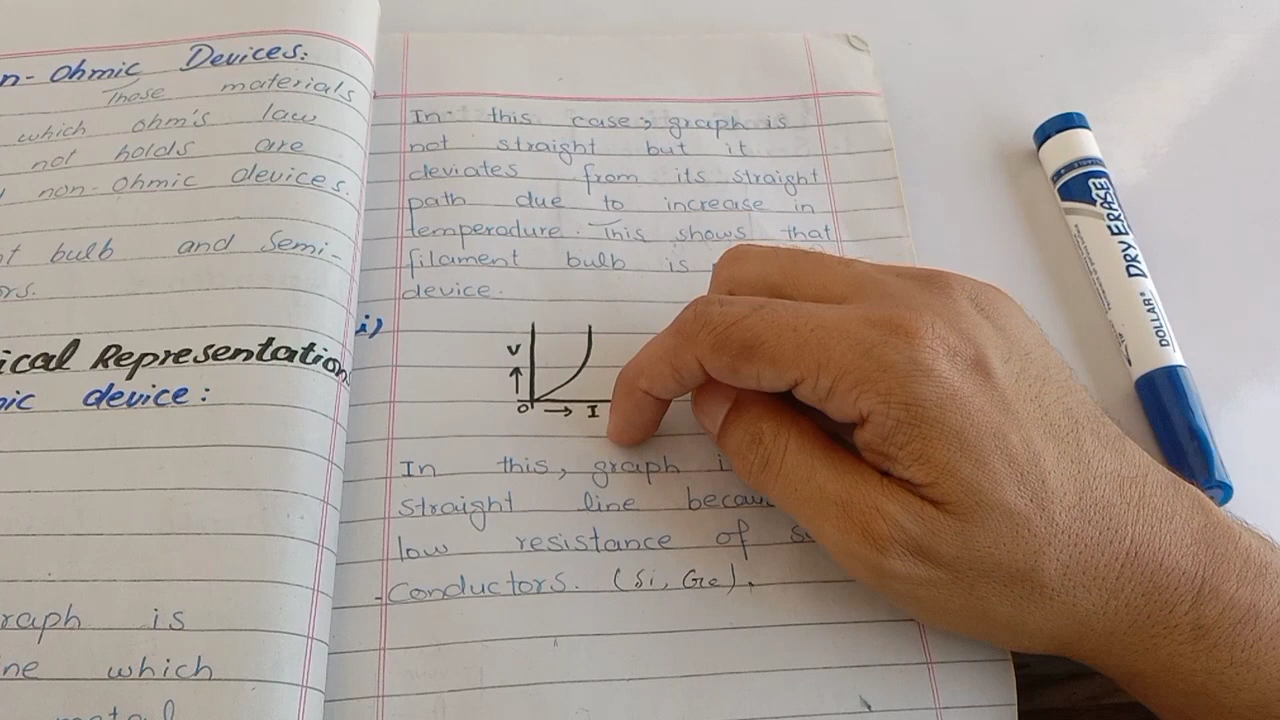 n-Ohmic Devices:
Those materials
which ohm's law
not holds are
non-Ohmic devices.
bulb and Semi-
rs.
ical Representation
ic device:
raph is
ne which
metal
In this case, graph is
not straight but it
deviates from its straight
path due to increase in
temperadure. This shows that
filament bulb is
device.
i)
V
O → I
In this, graph
straight line becau
low resistance of s
conductors. (Si, Ge).
DOLLAR® DRY ERASE